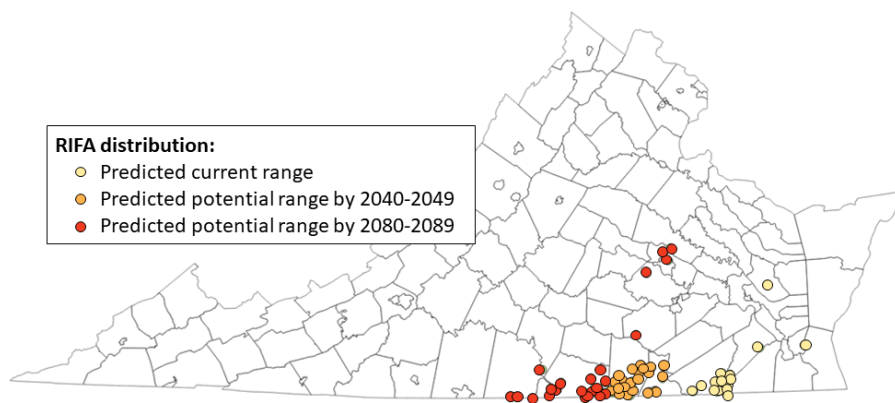 RIFA distribution:
Predicted current range
Predicted potential range by 2040-2049
Predicted potential range by 2080-2089